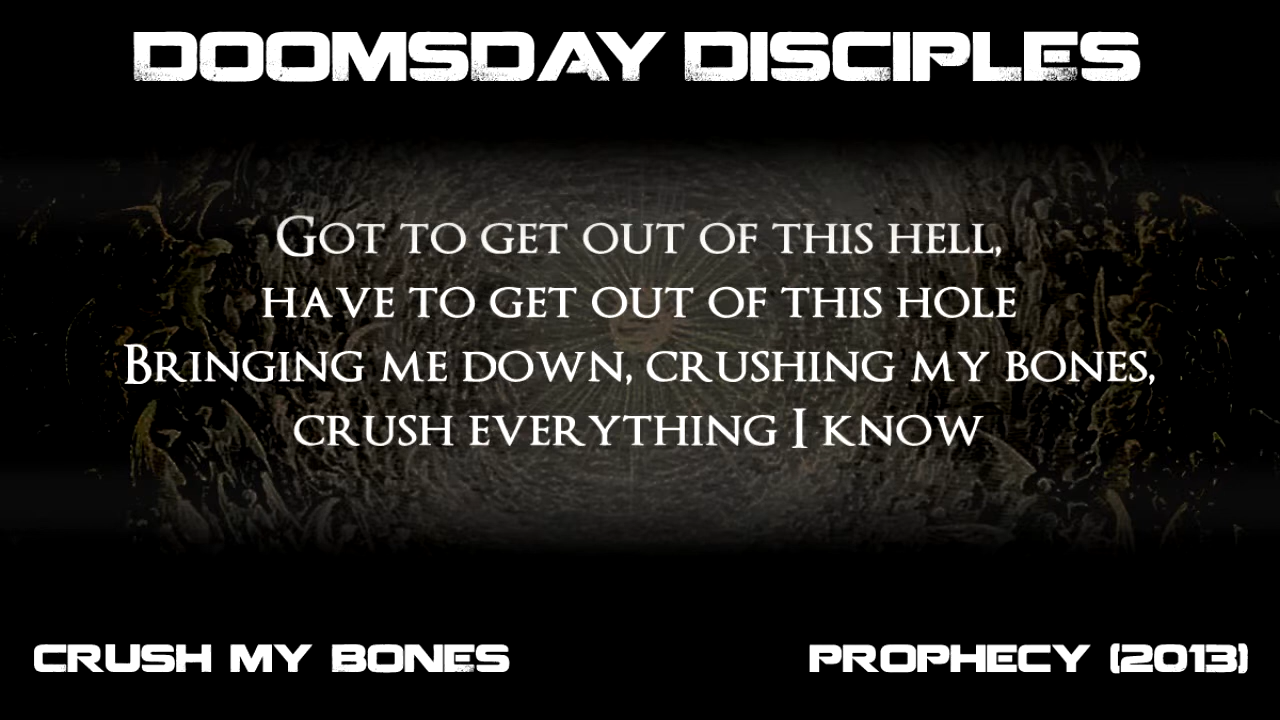 DOOMSDAY DISCIPLES
GOT TO GET OUT OF THIS HELL,
HAVE TO GET OUT OF THIS HOLE
BRINGING ME DOWN, CRUSHING MY BONES,
CRUSH EVERYTHING I KNOW
CRUSH MY BONES
PROPHECY (2013)